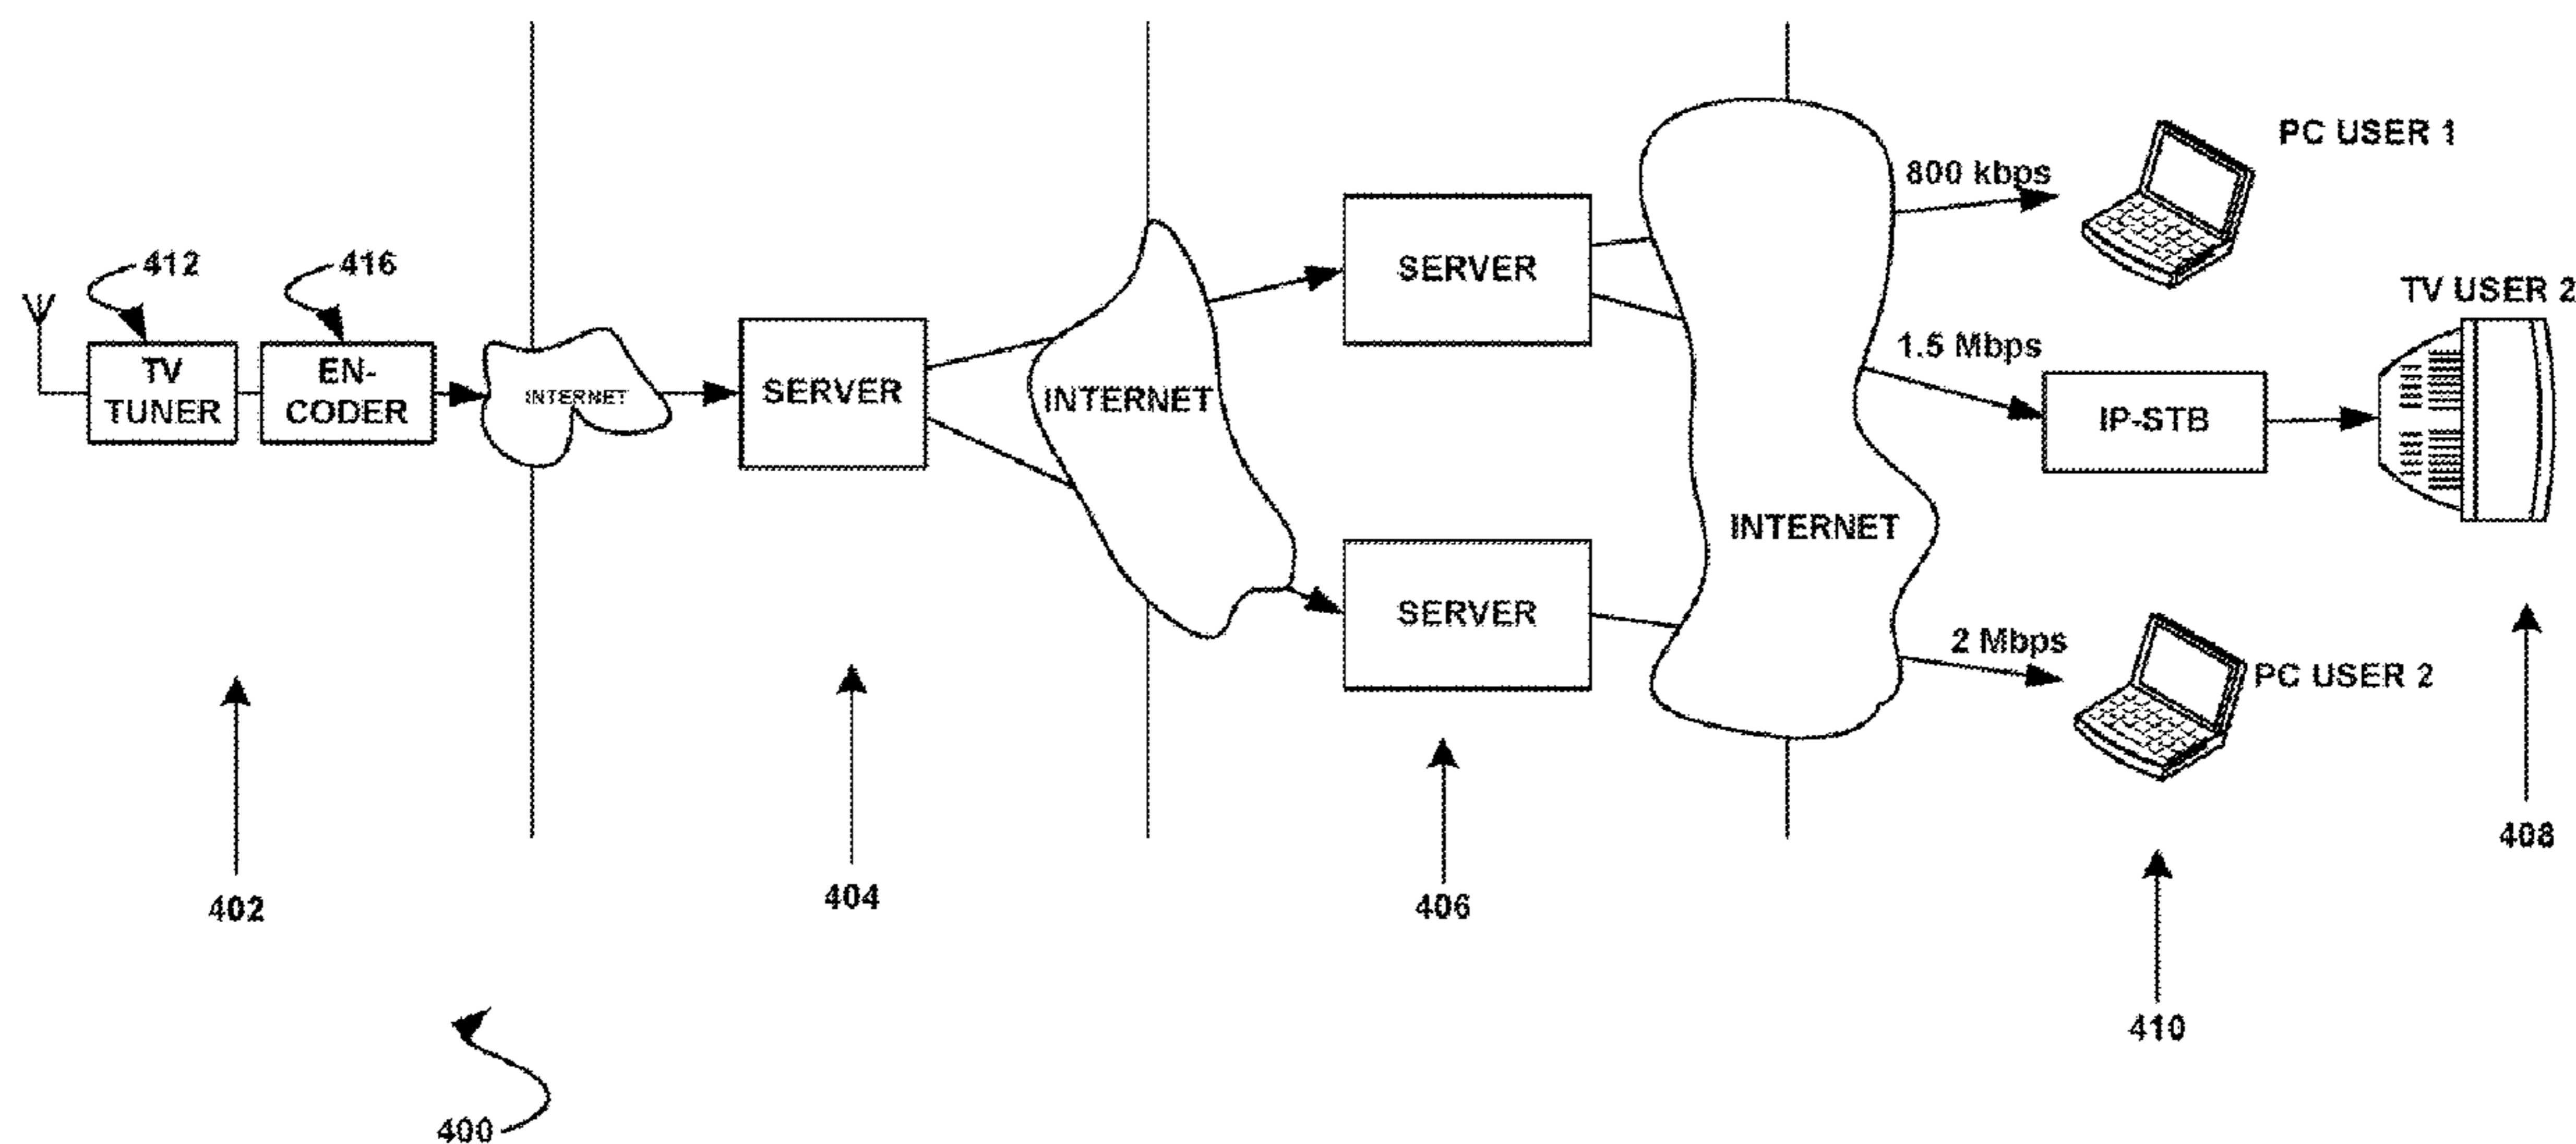 412
416
TV
TUNER
EN-
CODER
INTERNET
SERVER
INTERNET
SERVER
SERVER
INTERNET
800 kbps
PC USER 1
1.5 Mbps
IP-STB
TV USER 2
2 Mbps
PC USER 2
402
404
406
410
408
400